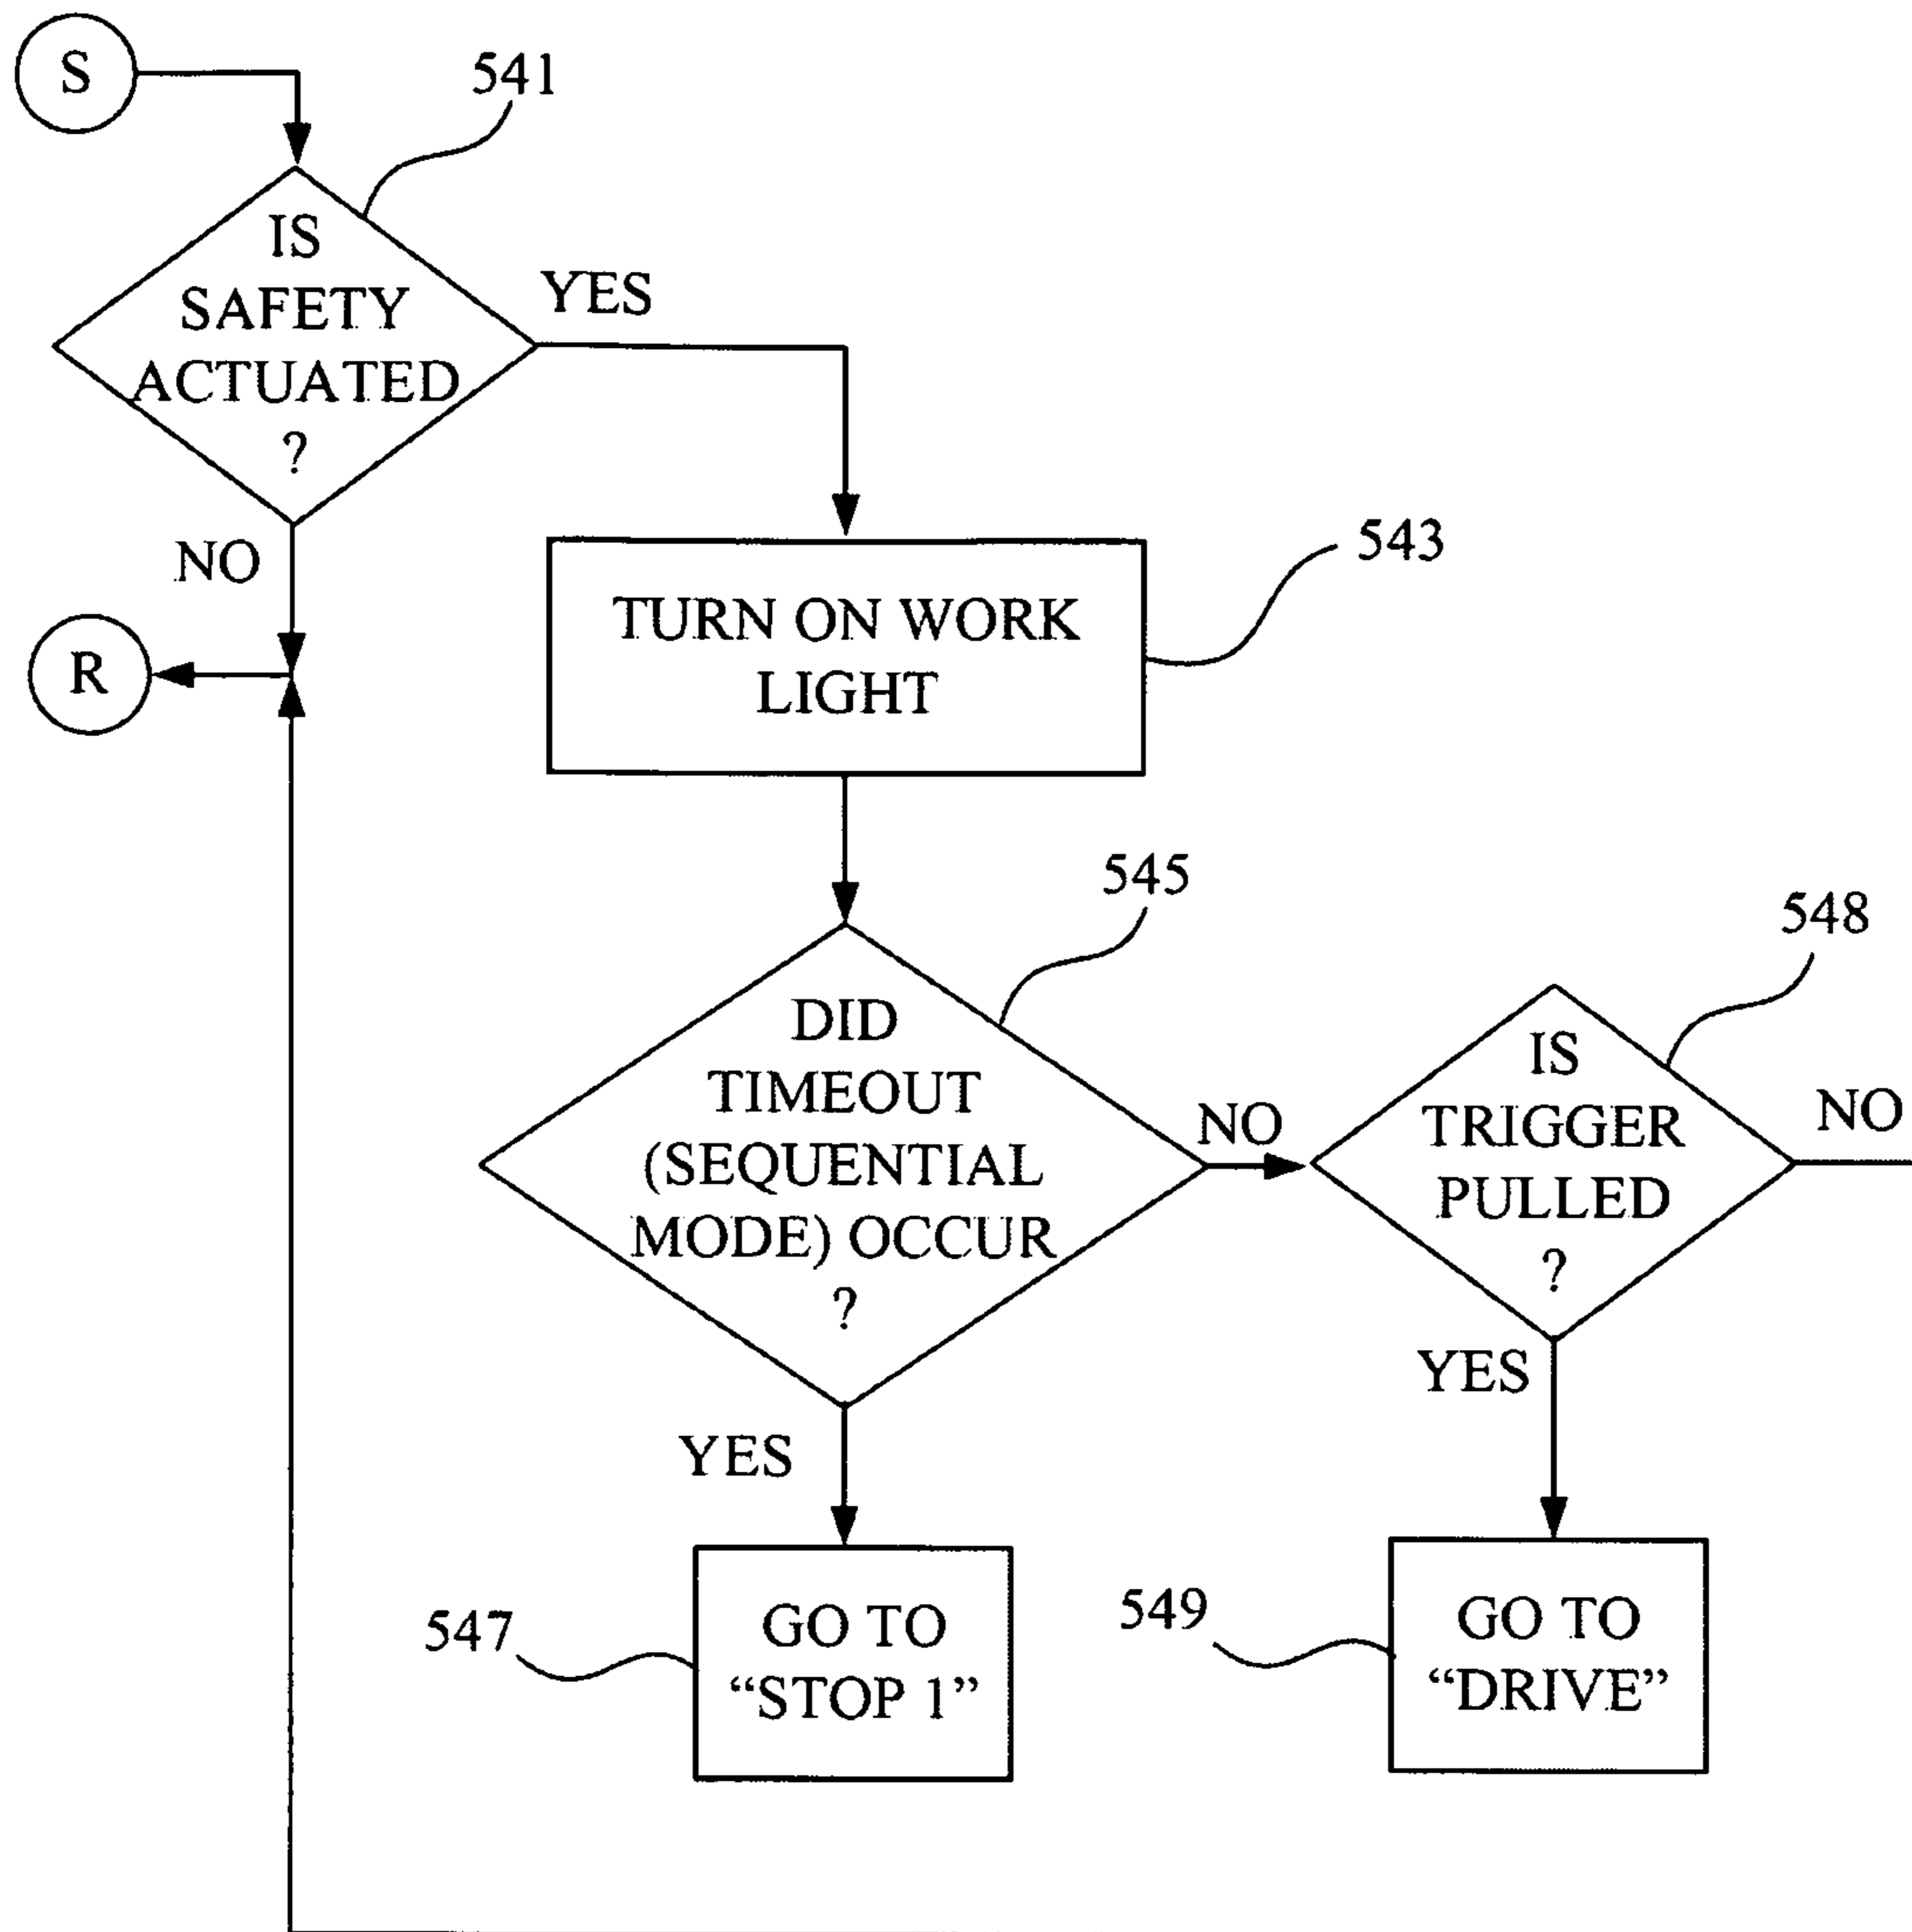 S
541
IS
SAFETY
ACTUATED
?
YES
NO
R
TURN ON WORK
LIGHT
543
545
DID
TIMEOUT
(SEQUENTIAL
MODE) OCCUR
?
NO
548
IS
TRIGGER
PULLED
?
NO
YES
YES
547
GO TO
“STOP 1”
549
GO TO
“DRIVE”